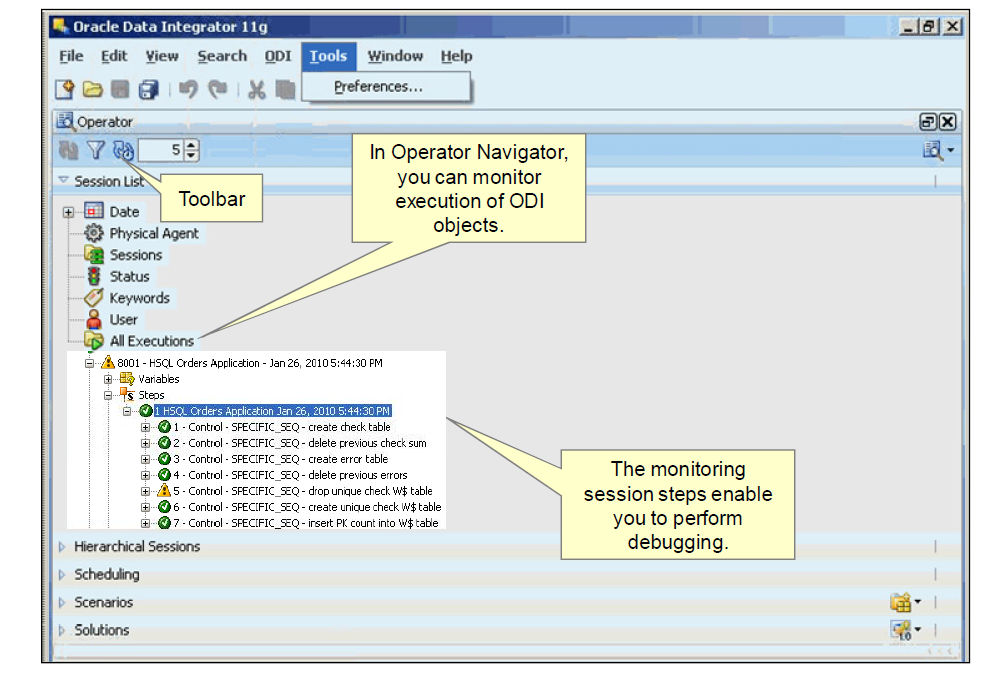 Oracle Data Integrator 11g
File Edit View Search ODI Tools Window Help
Preferences...
Operator
5
Session List
Toolbar
In Operator Navigator,
you can monitor
execution of ODI
objects.
Date
Physical Agent
Sessions
Status
Keywords
User
All Executions
8001 - HSQL Orders Application - Jan 26, 2010 5:44:30 PM
Variables
Steps
1 HSQL Orders Application Jan 26, 2010 5:44:30 PM
1 - Control - SPECIFIC_SEQ - create check table
2 - Control - SPECIFIC_SEQ - delete previous check sum
3 - Control - SPECIFIC_SEQ - create error table
4 - Control - SPECIFIC_SEQ - delete previous errors
5 - Control - SPECIFIC_SEQ - drop unique check W$ table
6 - Control - SPECIFIC_SEQ - create unique check W$ table
7 - Control - SPECIFIC_SEQ - insert PK count into W$ table
The monitoring
session steps enable
you to perform
debugging.
Hierarchical Sessions
Scheduling
Scenarios
Solutions
1.0